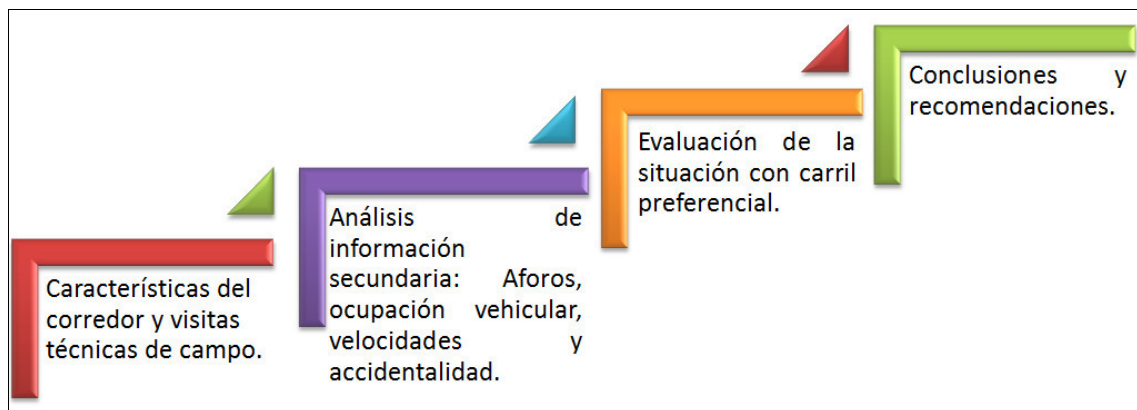 Características del
corredor y visitas
técnicas de campo.
Análisis de
información
secundaria: Aforos,
ocupación vehicular,
velocidades y
accidentalidad.
Evaluación de la
situación con carril
preferencial.
Conclusiones y
recomendaciones.